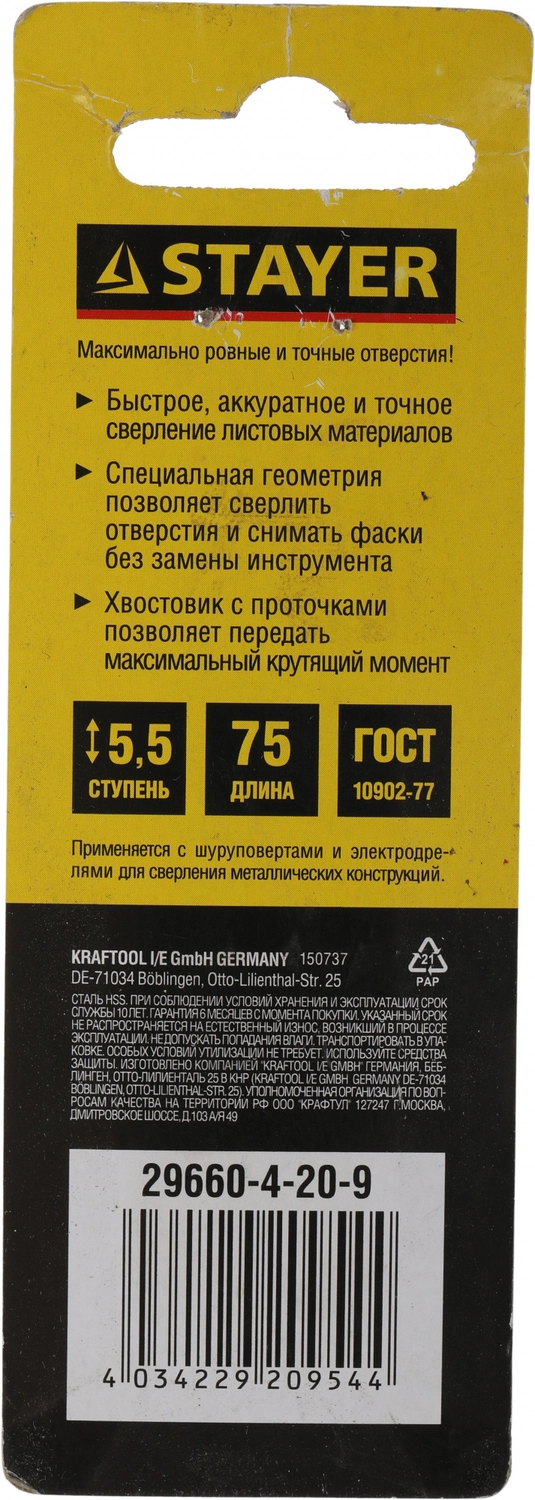 STAYER
Максимально ровные и точные отверстия!
► Быстрое, аккуратное и точное
сверление листовых материалов
► Специальная геометрия
позволяет сверлить
отверстия и снимать фаски
без замены инструмента
► Хвостовик с проточками
позволяет передать
максимальный крутящий момент
↕5,5 75 ГОСТ
СТУПЕНЬ ДЛИНА 10902-77
Применяется с шуруповертами и электродре-
лями для сверления металлических конструкций.
KRAFTOOL I/E GmbH GERMANY 150737
DE-71034 Böblingen, Otto-Lilienthal-Str. 25
21
PAP
СТАЛЬ HSS. ПРИ СОБЛЮДЕНИИ УСЛОВИЙ ХРАНЕНИЯ И ЭКСПЛУАТАЦИИ СРОК
СЛУЖБЫ 10 ЛЕТ. ГАРАНТИЯ 6 МЕСЯЦЕВ С МОМЕНТА ПОКУПКИ. УКАЗАННЫЙ СРОК
НЕ РАСПРОСТРАНЯЕТСЯ НА ЕСТЕСТВЕННЫЙ ИЗНОС, ВОЗНИКШИЙ В ПРОЦЕССЕ
ЭКСПЛУАТАЦИИ. НЕ ДОПУСКАТЬ ПОПАДАНИЯ ВЛАГИ. ТРАНСПОРТИРОВАТЬ В УПА-
КОВКЕ. ОСОБЫХ УСЛОВИЙ УТИЛИЗАЦИИ НЕ ТРЕБУЕТ. ИСПОЛЬЗУЙТЕ СРЕДСТВА
ЗАЩИТЫ. ИЗГОТОВЛЕНО КОМПАНИЕЙ "KRAFTOOL I/E GMBH" ГЕРМАНИЯ, БЕБ-
ЛИНГЕН, ОТТО-ЛИЛИЕНТАЛЬ 25 В КНР (KRAFTOOL I/E GMBH GERMANY DE-71034
BÖBLINGEN, OTTO-LILIENTHAL-STR. 25). УПОЛНОМОЧЕННАЯ ОРГАНИЗАЦИЯ ПО ВОП-
РОСАМ КАЧЕСТВА НА ТЕРРИТОРИИ РФ ООО "КРАФТУЛ" 127247 Г.МОСКВА,
ДМИТРОВСКОЕ ШОССЕ, Д.103 А/Я 49
29660-4-20-9
4 034229 209544